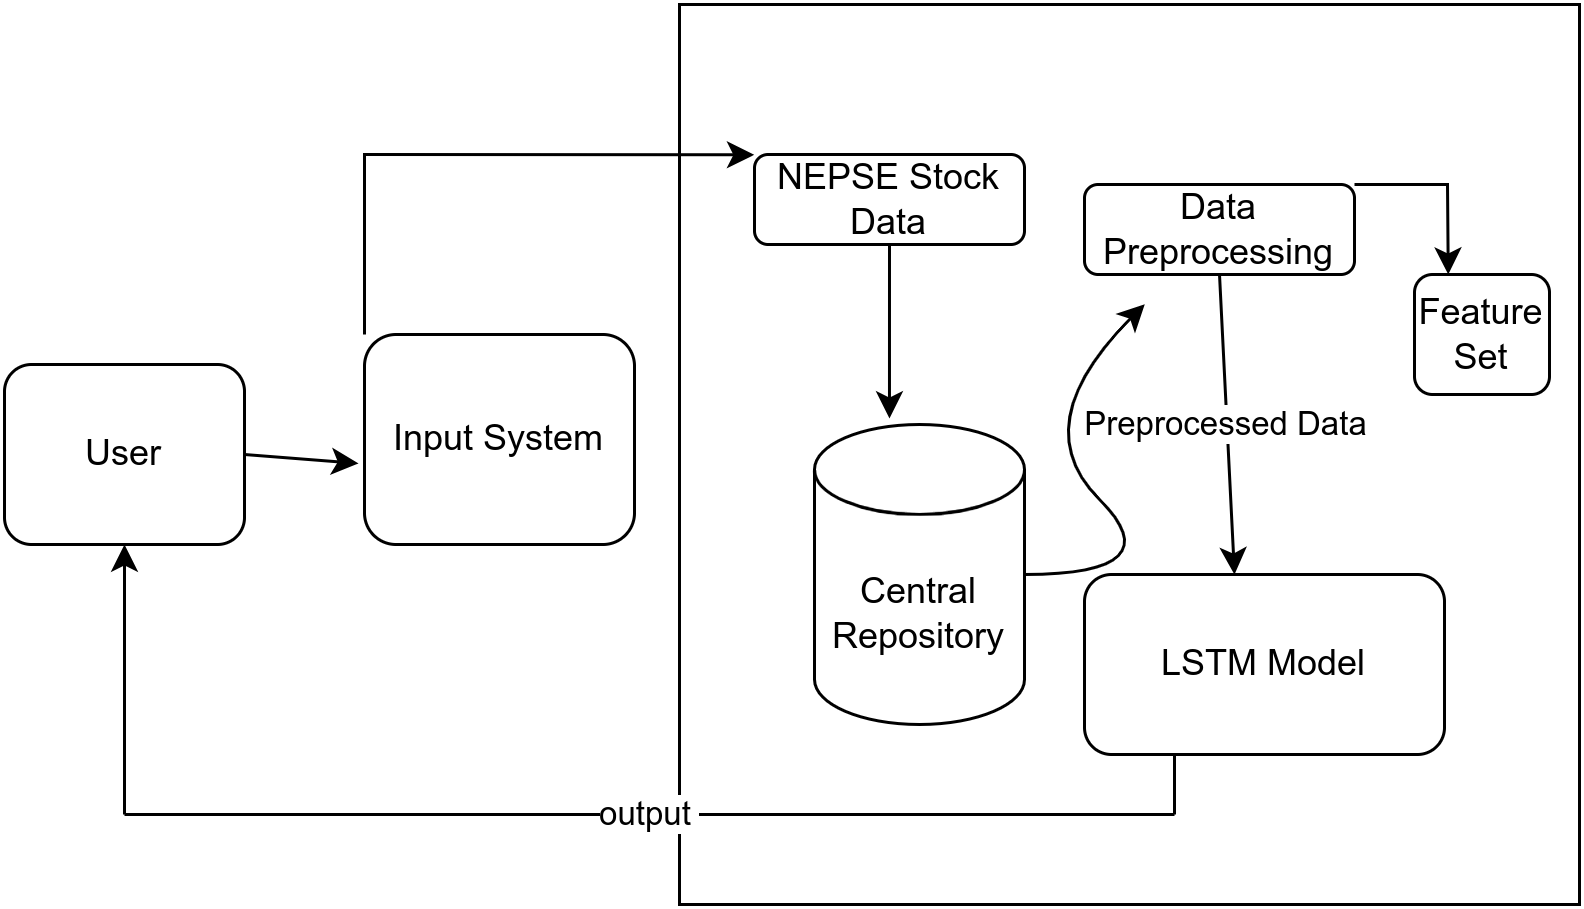 NEPSE Stock
Data
Data
Preprocessing
Feature
Set
User
Input System
Preprocessed Data
Central
Repository
LSTM Model
output